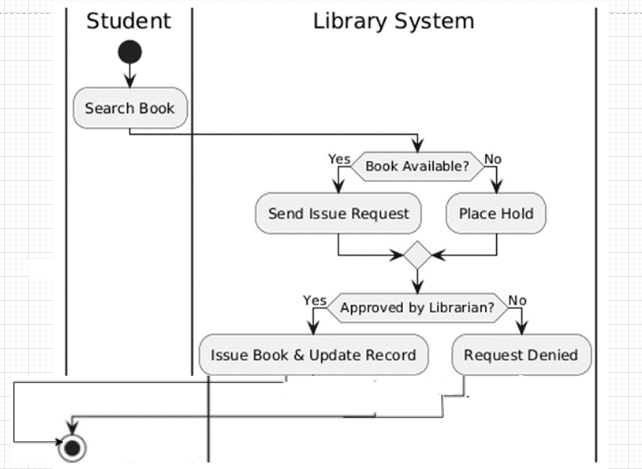 Student
Library System
Search Book
Yes
Book Available?
No
Send Issue Request
Place Hold
Yes
Approved by Librarian?
No
Issue Book & Update Record
Request Denied